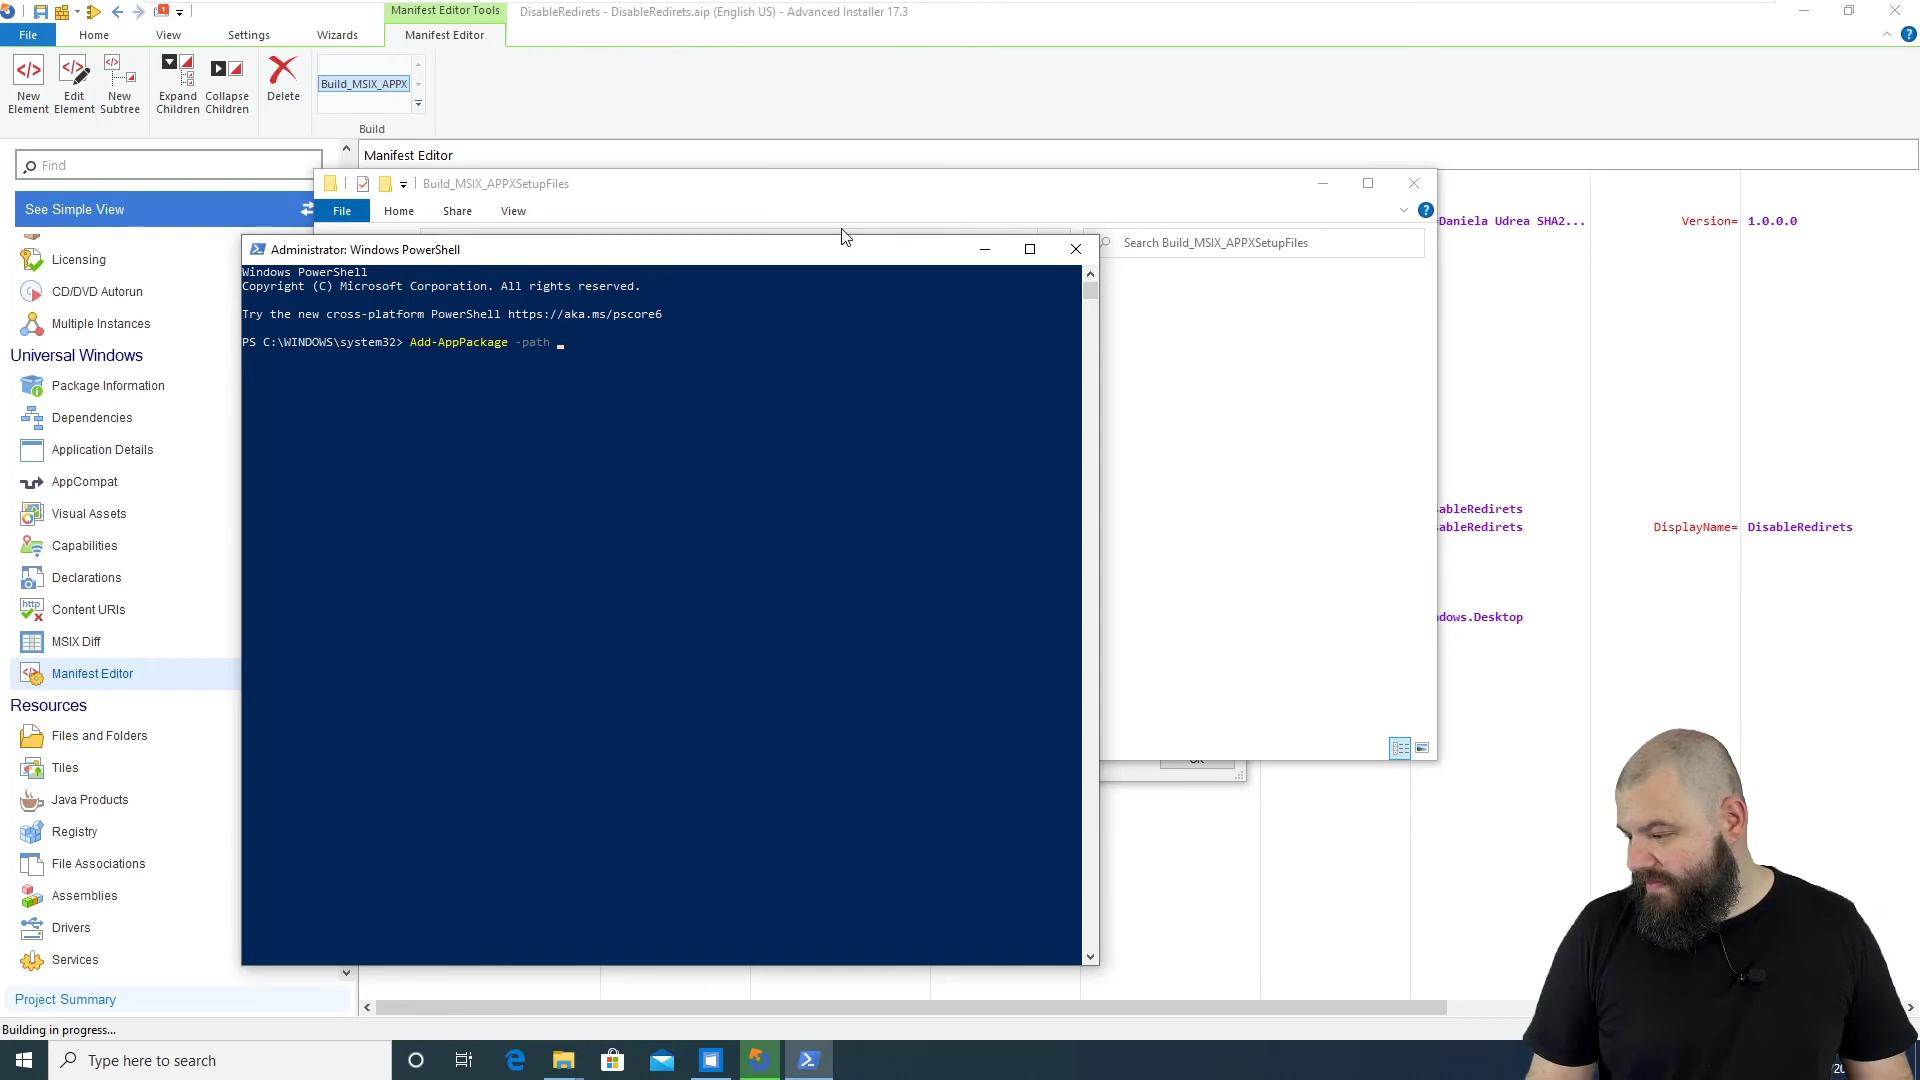 Manifest Editor Tools
DisableRedirets - DisableRedirets.aip (English US) - Advanced Installer 17.3
File
Home
View
Settings
Wizards
Manifest Editor
New Element
Edit Element
New Subtree
Expand Children
Collapse Children
Delete
Build_MSIX_APPX
Build
Find
Manifest Editor
See Simple View
Build_MSIX_APPXSetupFiles
File
Home
Share
View
Search Build_MSIX_APPXSetupFiles
=Daniela Udrea SHA2...
Version= 1.0.0.0
Administrator: Windows PowerShell
Windows PowerShell
Copyright (C) Microsoft Corporation. All rights reserved.
Try the new cross-platform PowerShell https://aka.ms/pscore6
PS C:\WINDOWS\system32> Add-AppPackage -path _
Licensing
CD/DVD Autorun
Multiple Instances
Universal Windows
Package Information
Dependencies
Application Details
AppCompat
Visual Assets
Capabilities
Declarations
Content URIs
MSIX Diff
Manifest Editor
Resources
Files and Folders
Tiles
Java Products
Registry
File Associations
Assemblies
Drivers
Services
Project Summary
ableRedirets
ableRedirets
DisplayName= DisableRedirets
dows.Desktop
Building in progress...
Type here to search